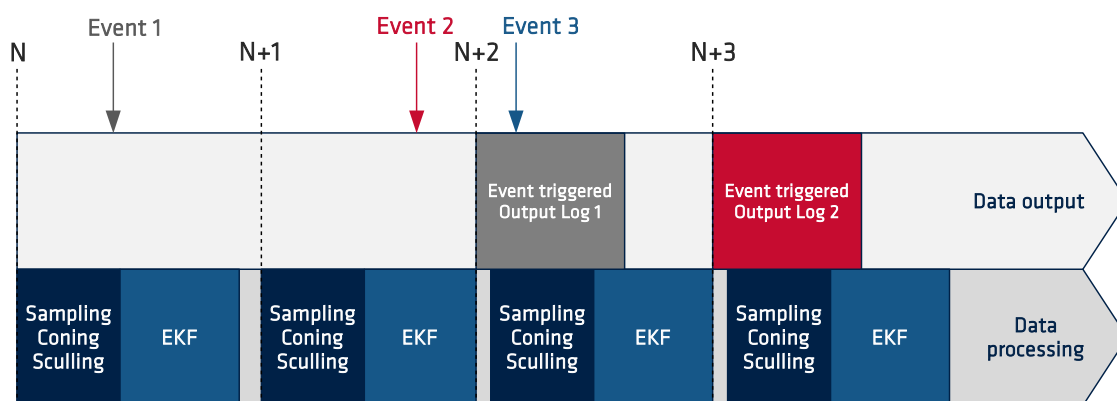 Event 1
Event 2
Event 3
N
N+1
N+2
N+3
Event triggered
Output Log 1
Event triggered
Output Log 2
Data output
Sampling
Coning
Sculling
EKF
Sampling
Coning
Sculling
EKF
Sampling
Coning
Sculling
EKF
Sampling
Coning
Sculling
EKF
Data
processing